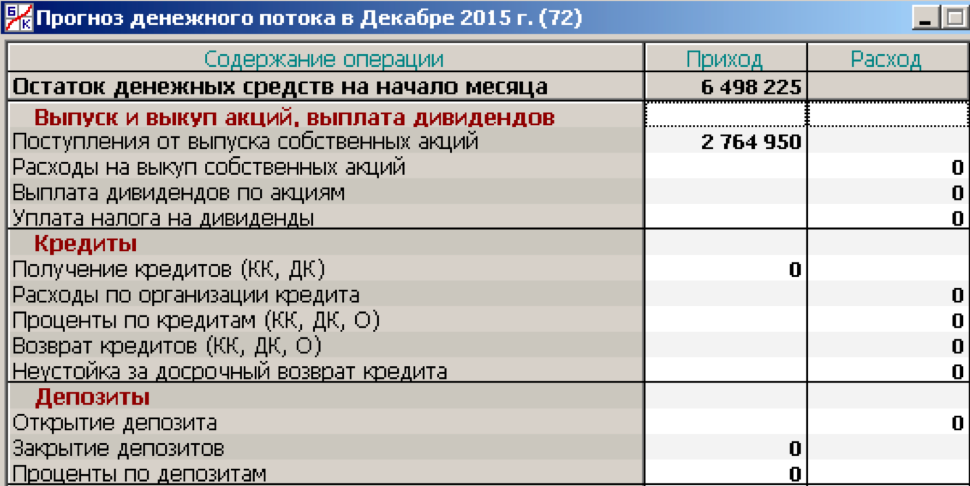 БК Прогноз денежного потока в Декабре 2015 г. (72)
Содержание операции Приход Расход
Остаток денежных средств на начало месяца 6 498 225
Выпуск и выкуп акций, выплата дивидендов
Поступления от выпуска собственных акций 2 764 950
Расходы на выкуп собственных акций 0
Выплата дивидендов по акциям 0
Уплата налога на дивиденды 0
Кредиты
Получение кредитов (КК, ДК) 0
Расходы по организации кредита 0
Проценты по кредитам (КК, ДК, О) 0
Возврат кредитов (КК, ДК, О) 0
Неустойка за досрочный возврат кредита 0
Депозиты
Открытие депозита 0
Закрытие депозитов 0
Проценты по депозитам 0